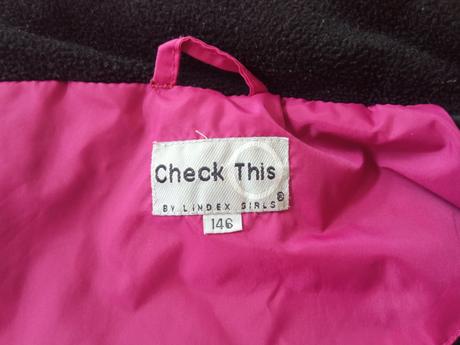 Check This
BY LINDEX GIRLS®
146